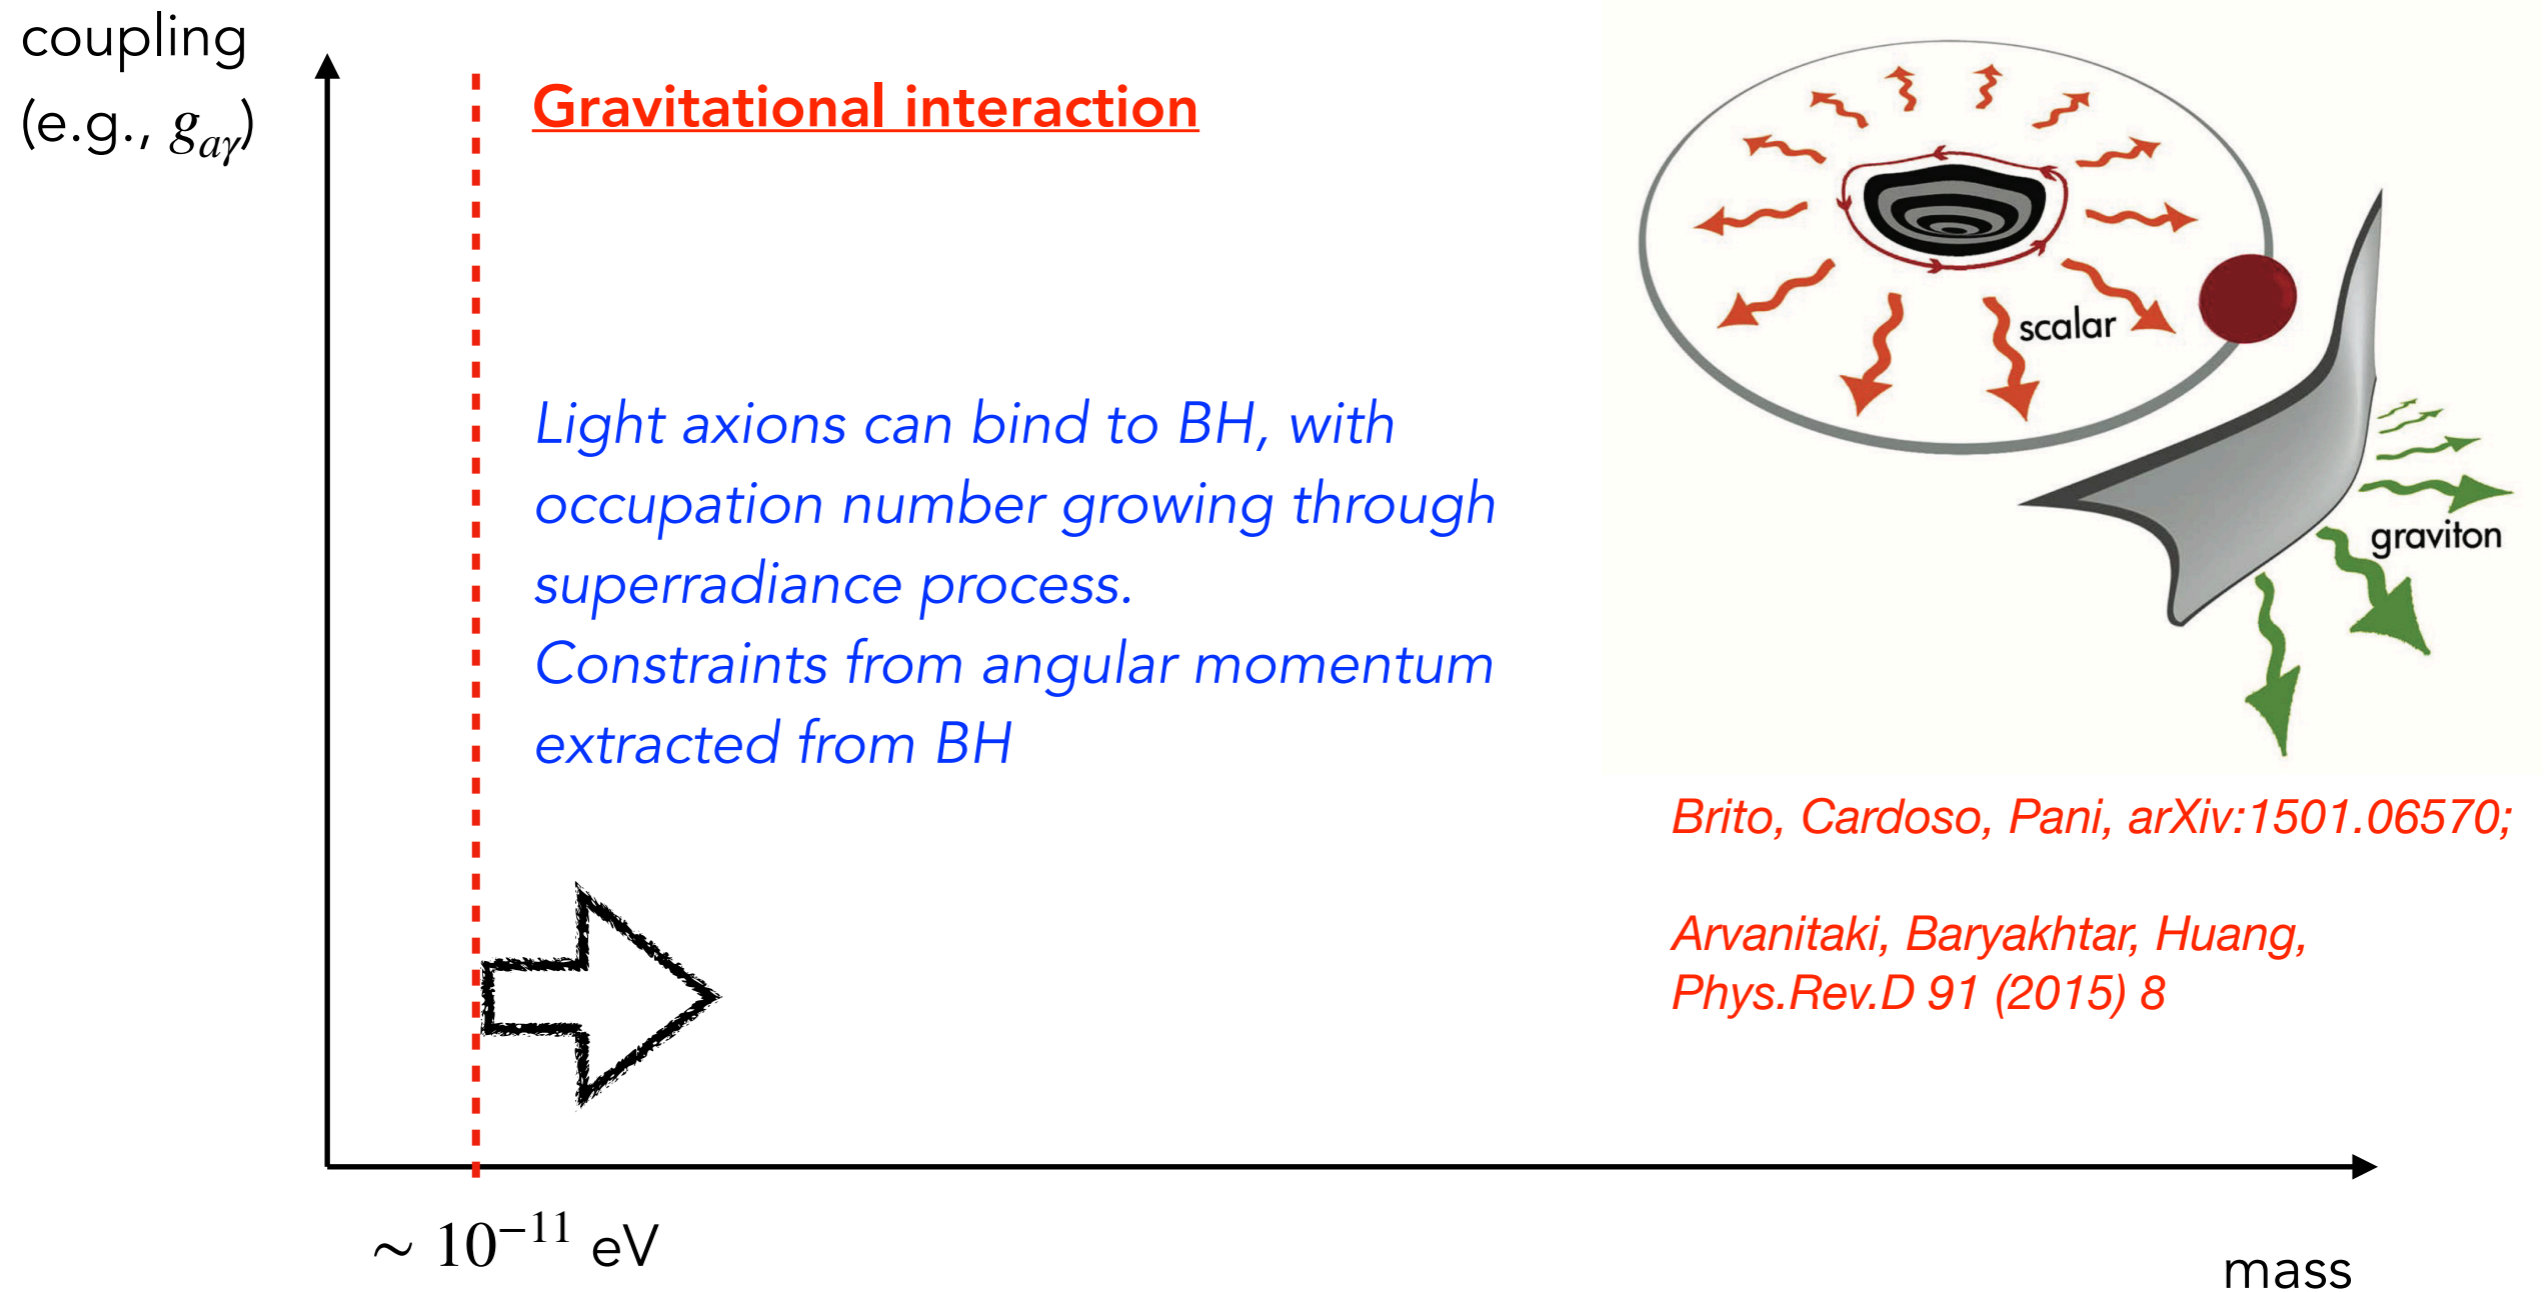 coupling
(e.g., gₐᵧ)
Gravitational interaction
Light axions can bind to BH, with
occupation number growing through
superradiance process.
Constraints from angular momentum
extracted from BH
scalar
graviton
Brito, Cardoso, Pani, arXiv:1501.06570;
Arvanitaki, Baryakhtar, Huang,
Phys.Rev.D 91 (2015) 8
∼ 10⁻¹¹ eV
mass